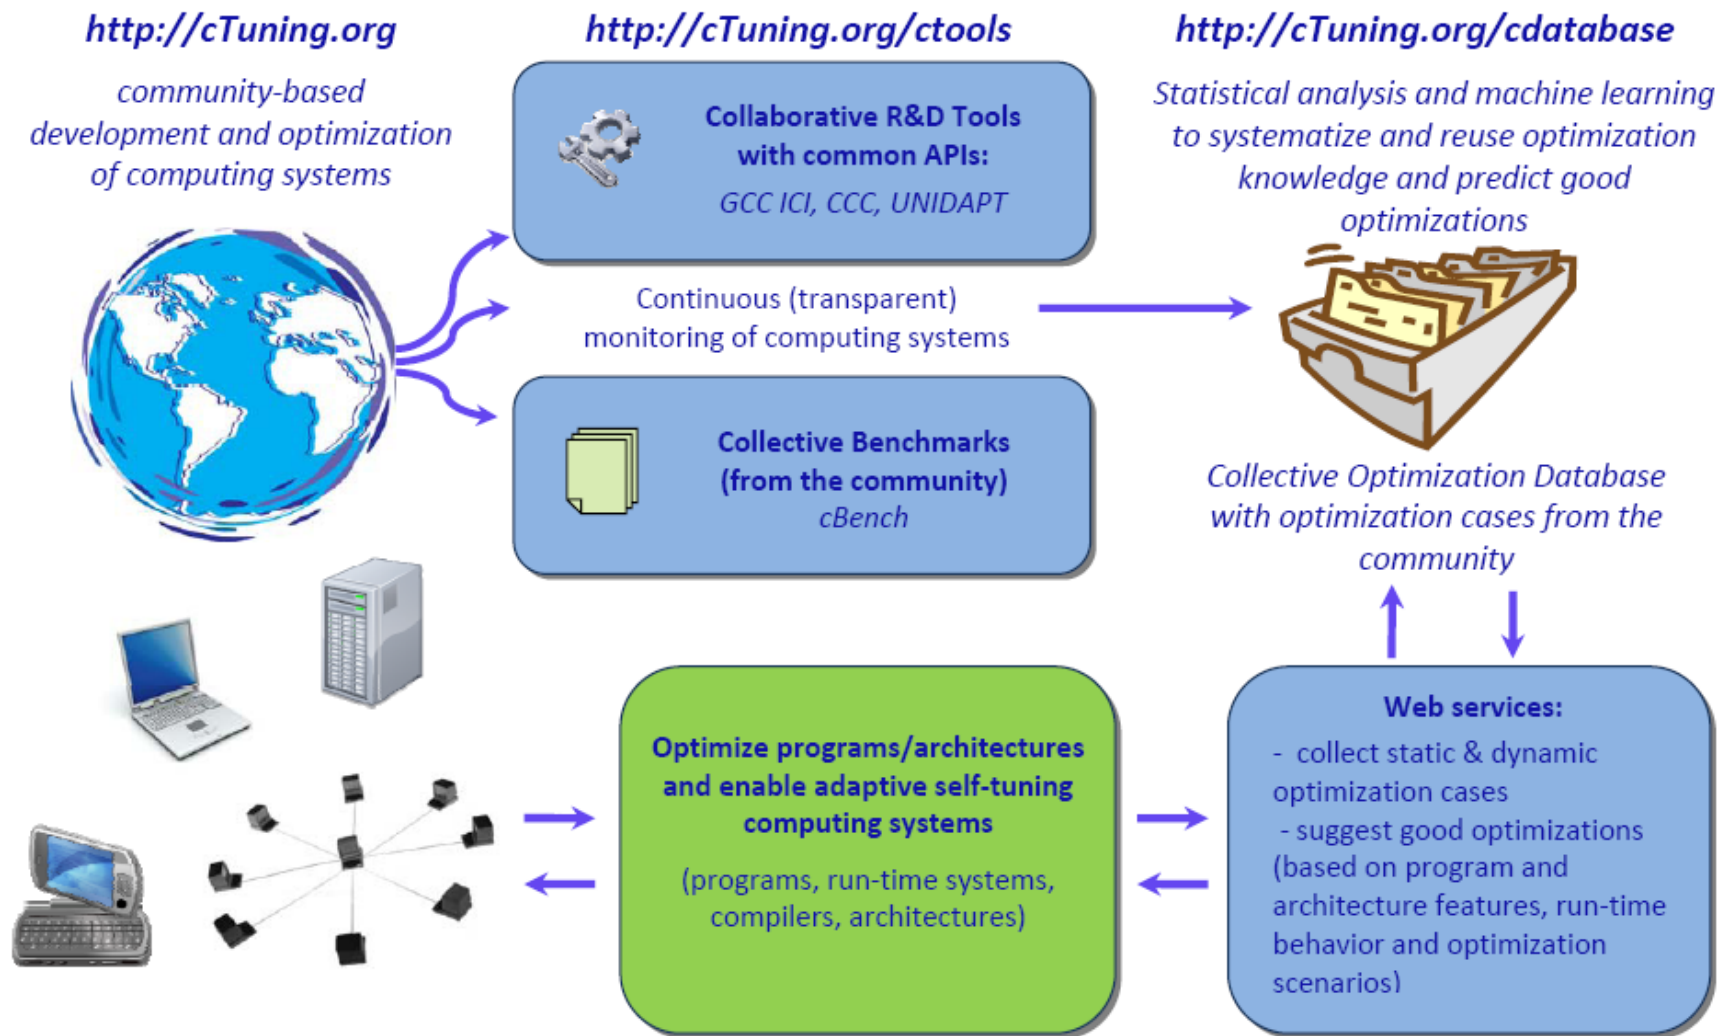 http://cTuning.org
community-based
development and optimization
of computing systems
http://cTuning.org/ctools
Collaborative R&D Tools
with common APIs:
GCC ICI, CCC, UNIDAPT
Continuous (transparent)
monitoring of computing systems
Collective Benchmarks
(from the community)
cBench
http://cTuning.org/cdatabase
Statistical analysis and machine learning
to systematize and reuse optimization
knowledge and predict good
optimizations
Collective Optimization Database
with optimization cases from the
community
Optimize programs/architectures
and enable adaptive self-tuning
computing systems
(programs, run-time systems,
compilers, architectures)
Web services:
- collect static & dynamic
optimization cases
- suggest good optimizations
(based on program and
architecture features, run-time
behavior and optimization
scenarios)